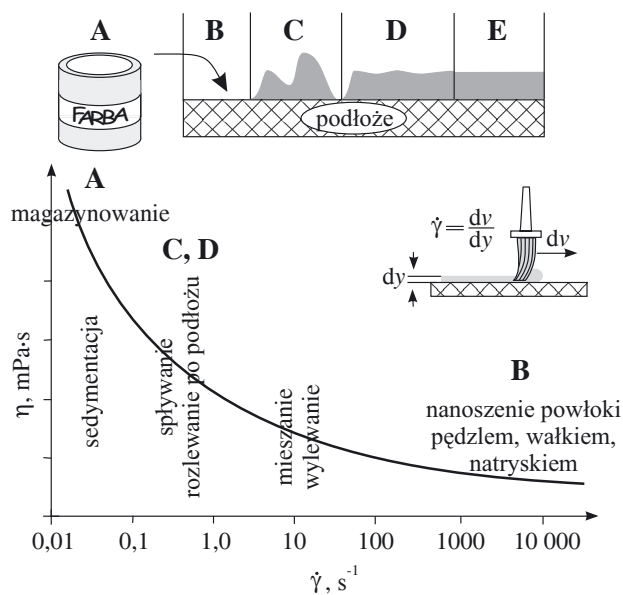 A
B
C
D
E
FARBA
podłoże
A
magazynowanie
C, D
γ̇ = dv/dy
dv
dy
η, mPa·s
sedymentacja
spływanie
rozlewanie po podłożu
mieszanie
wylewanie
B
nanoszenie powłoki
pędzlem, wałkiem,
natryskiem
0,01
0,1
1,0
10
100
1000
10 000
γ̇, s⁻¹